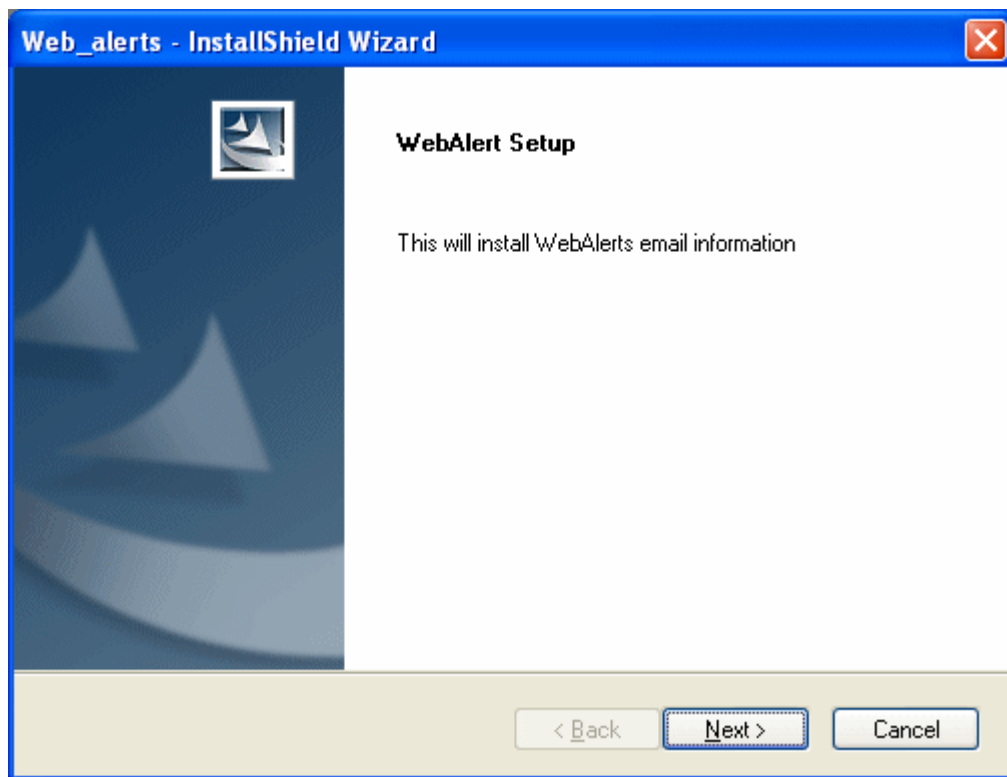 Web_alerts - InstallShield Wizard
WebAlert Setup
This will install WebAlerts email information
< Back Next > Cancel